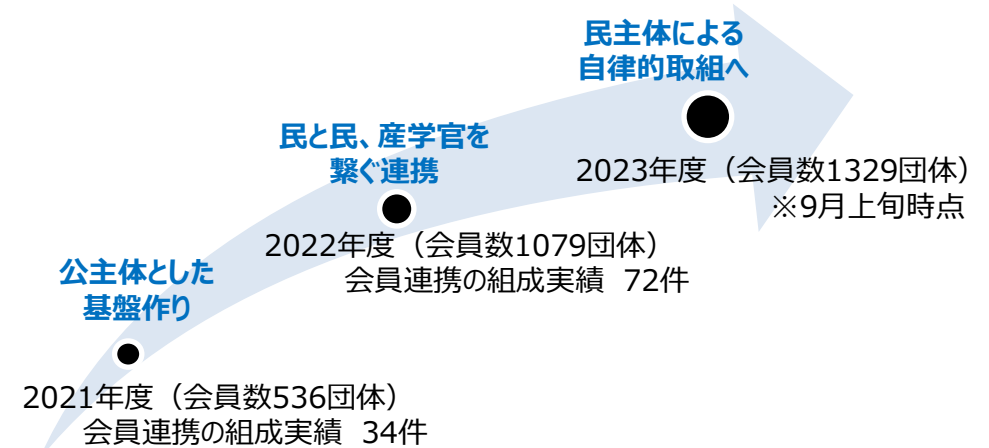 民主体による
自律的取組へ
2023年度（会員数1329団体）
※9月上旬時点
民と民、産学官を
繋ぐ連携
2022年度（会員数1079団体）
会員連携の組成実績 72件
公主体とした
基盤作り
2021年度（会員数536団体）
会員連携の組成実績 34件